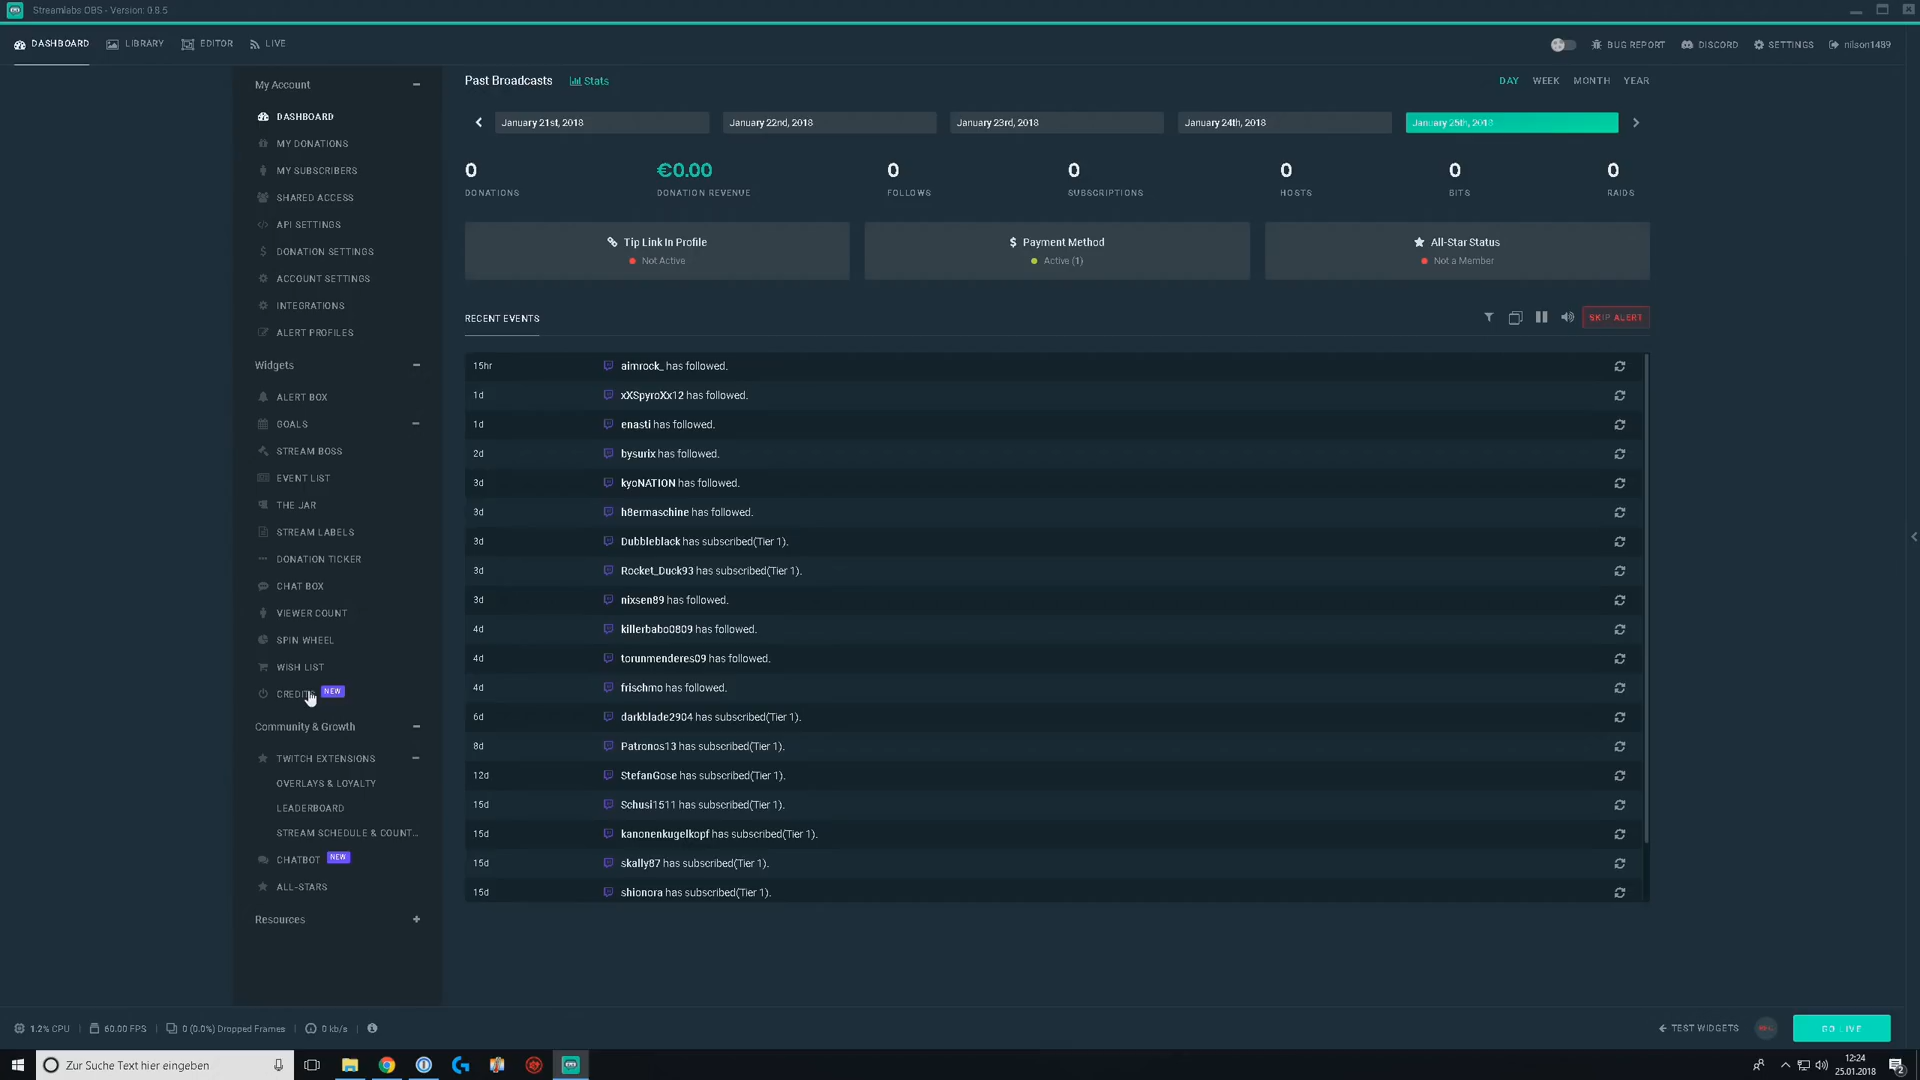 Streamlabs OBS - Version: 0.8.5
DASHBOARD LIBRARY EDITOR LIVE
BUG REPORT DISCORD SETTINGS nilson1489
My Account
DASHBOARD
MY DONATIONS
MY SUBSCRIBERS
SHARED ACCESS
API SETTINGS
DONATION SETTINGS
ACCOUNT SETTINGS
INTEGRATIONS
ALERT PROFILES
Widgets
ALERT BOX
GOALS
STREAM BOSS
EVENT LIST
THE JAR
STREAM LABELS
DONATION TICKER
CHAT BOX
VIEWER COUNT
SPIN WHEEL
WISH LIST
CREDITS NEW
Community & Growth
TWITCH EXTENSIONS
OVERLAYS & LOYALTY
LEADERBOARD
STREAM SCHEDULE & COUNT...
CHATBOT NEW
ALL-STARS
Resources
Past Broadcasts Stats
DAY WEEK MONTH YEAR
January 21st, 2018 January 22nd, 2018 January 23rd, 2018 January 24th, 2018 January 25th, 2018
0 €0.00 0 0 0 0 0
DONATIONS DONATION REVENUE FOLLOWS SUBSCRIPTIONS HOSTS BITS RAIDS
Tip Link In Profile
Not Active
Payment Method
Active (1)
All-Star Status
Not a Member
RECENT EVENTS
SKIP ALERT
15hr aimrock_ has followed.
1d xXSpyroXx12 has followed.
1d enasti has followed.
2d bysurix has followed.
3d kyoNATION has followed.
3d h8ermaschine has followed.
3d Dubbleblack has subscribed(Tier 1).
3d Rocket_Duck93 has subscribed(Tier 1).
3d nixsen89 has followed.
4d killerbabo0809 has followed.
4d torunmenderes09 has followed.
4d frischmo has followed.
6d darkblade2904 has subscribed(Tier 1).
8d Patronos13 has subscribed(Tier 1).
12d StefanGose has subscribed(Tier 1).
15d Schusi1511 has subscribed(Tier 1).
15d kanonenkugelkopf has subscribed(Tier 1).
15d skally87 has subscribed(Tier 1).
15d shionora has subscribed(Tier 1).
1.2% CPU 60.00 FPS 0 (0.0%) Dropped Frames 0 kb/s
TEST WIDGETS
GO LIVE
Zur Suche Text hier eingeben
12:24
25.01.2018
2